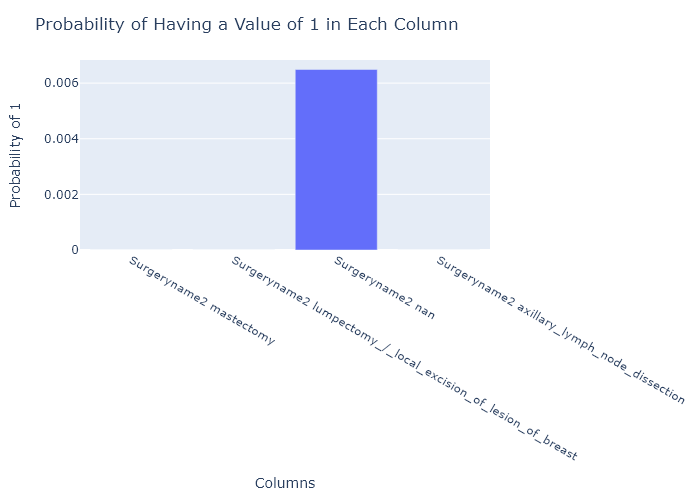 Probability of Having a Value of 1 in Each Column
Probability of 1
0.006
0.004
0.002
0
Surgeryname2 mastectomy
Surgeryname2 lumpectomy_/_local_excision_of_lesion_of_breast
Surgeryname2 nan
Surgeryname2 axillary_lymph_node_dissection
Columns